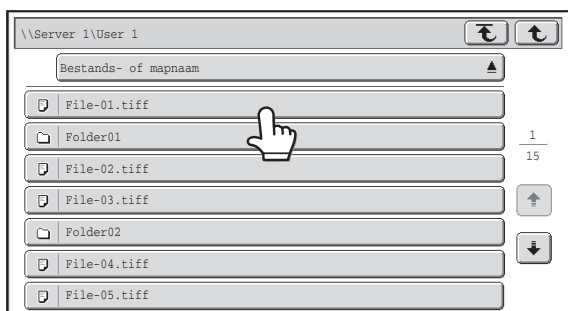 \\Server 1\User 1
Bestands- of mapnaam
File-01.tiff
Folder01
1
15
File-02.tiff
File-03.tiff
Folder02
File-04.tiff
File-05.tiff